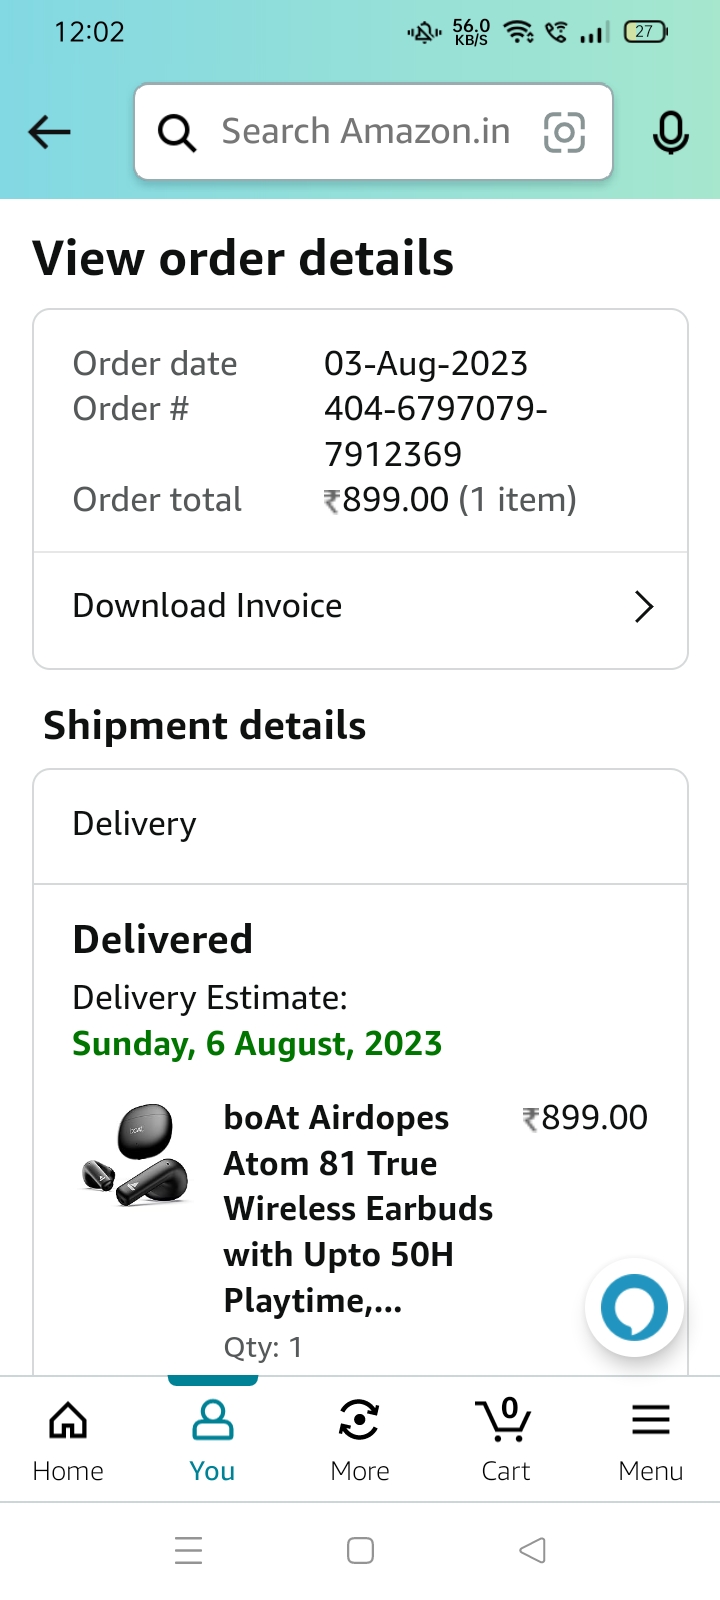 12:02
56.0
KB/S
27
Search Amazon.in
View order details
Order date 03-Aug-2023
Order # 404-6797079-
7912369
Order total ₹899.00 (1 item)
Download Invoice
Shipment details
Delivery
Delivered
Delivery Estimate:
Sunday, 6 August, 2023
boAt
boAt Airdopes ₹899.00
Atom 81 True
Wireless Earbuds
with Upto 50H
Playtime,...
Qty: 1
0
Home You More Cart Menu